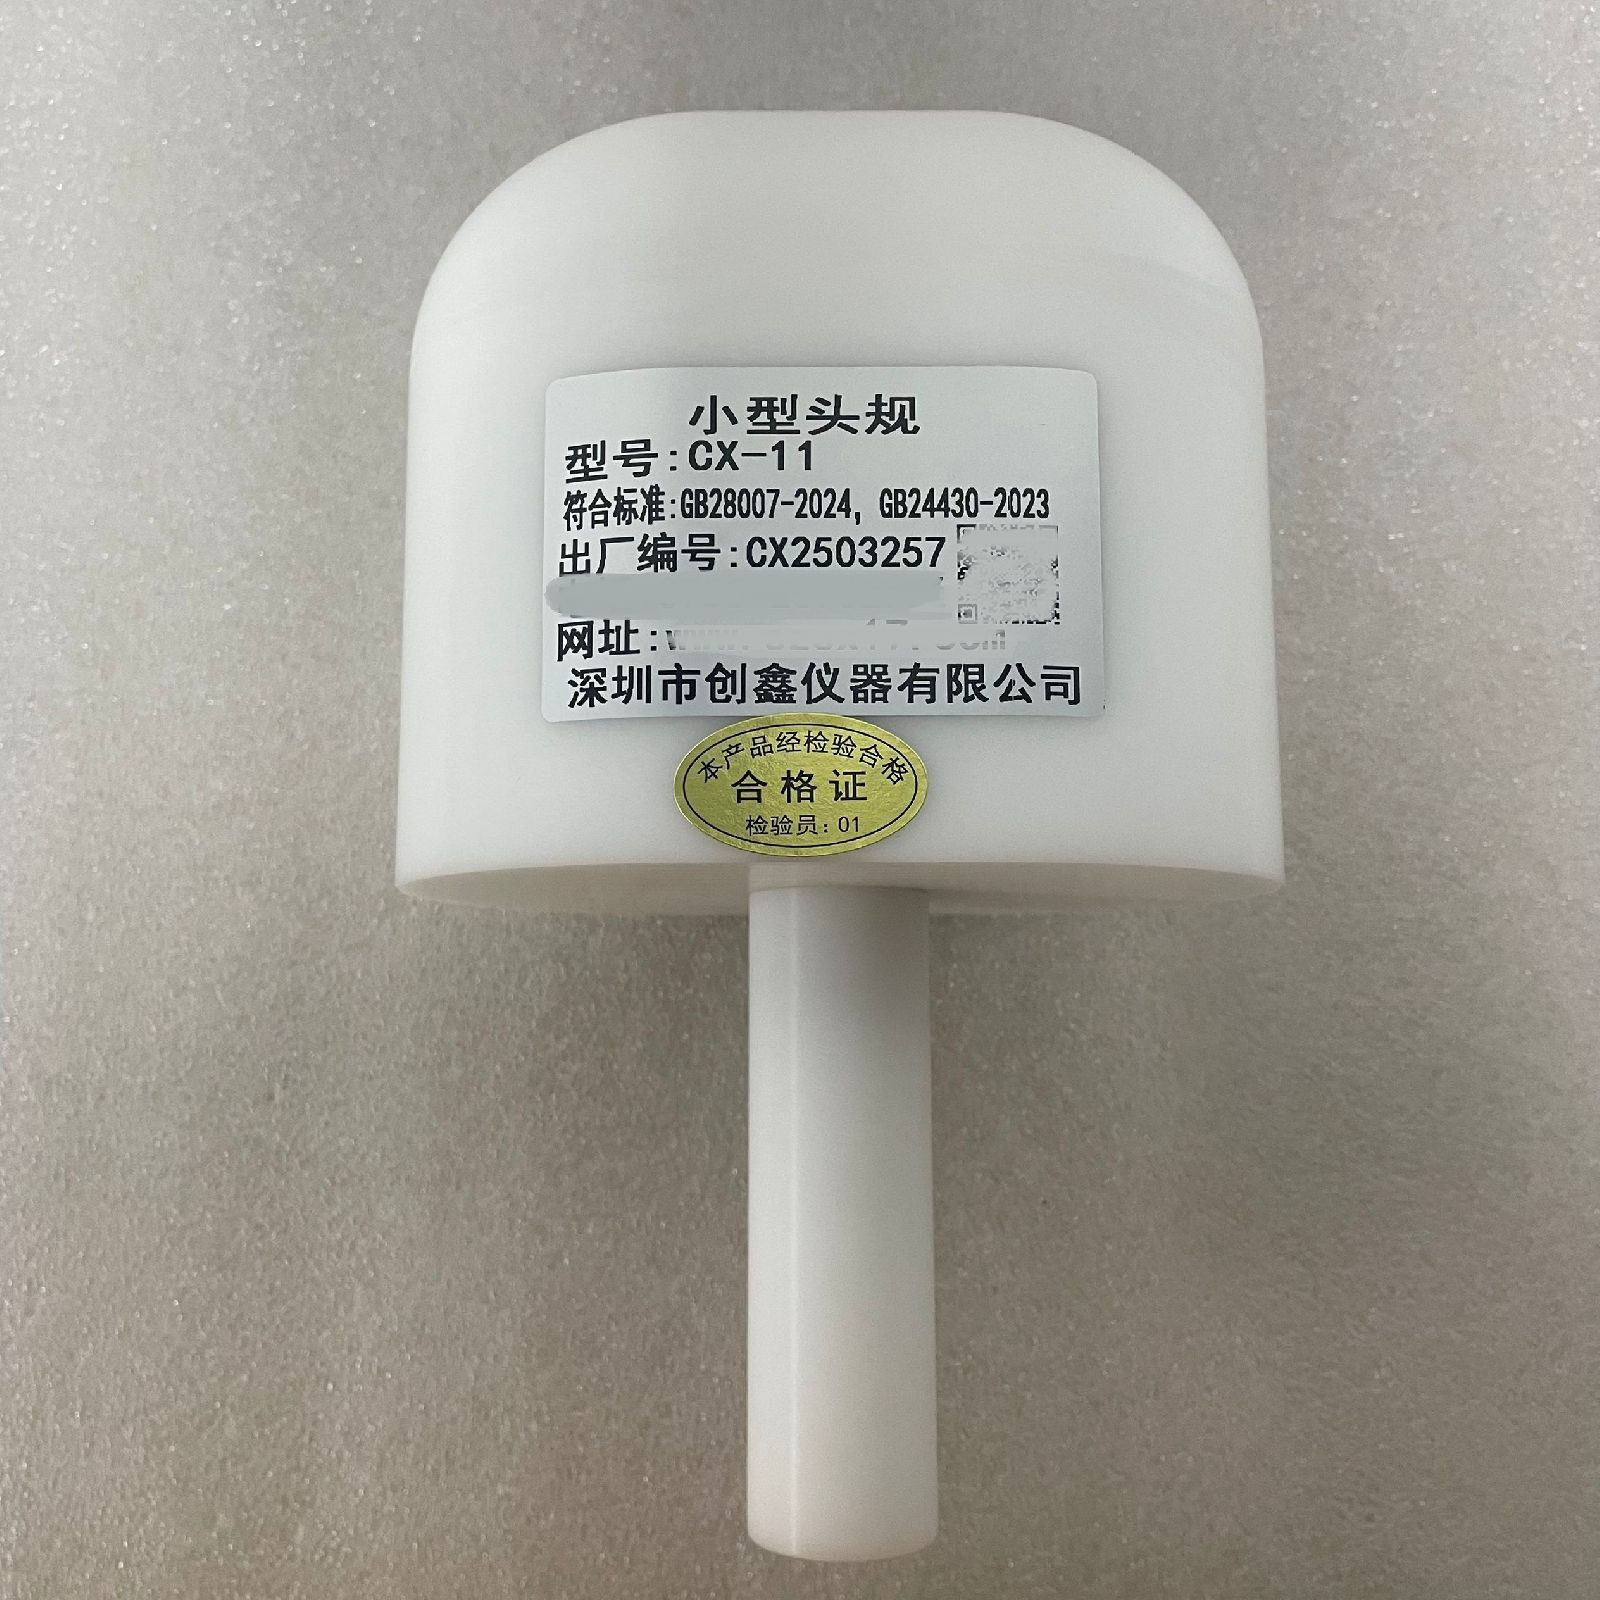 小型头规
型号:CX-11
符合标准:GB28007-2024, GB24430-2023
出厂编号:CX2503257
网址:
深圳市创鑫仪器有限公司
本产品经检验合格
合格证
检验员:01